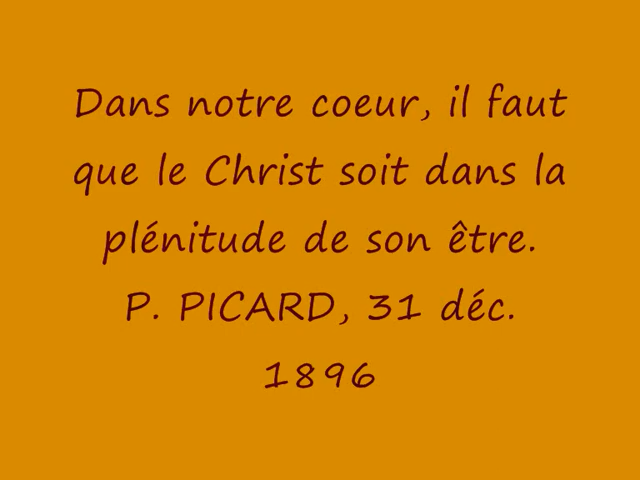 Dans notre coeur, il faut
que le Christ soit dans la
plénitude de son être.
P. PICARD, 31 déc.
1896